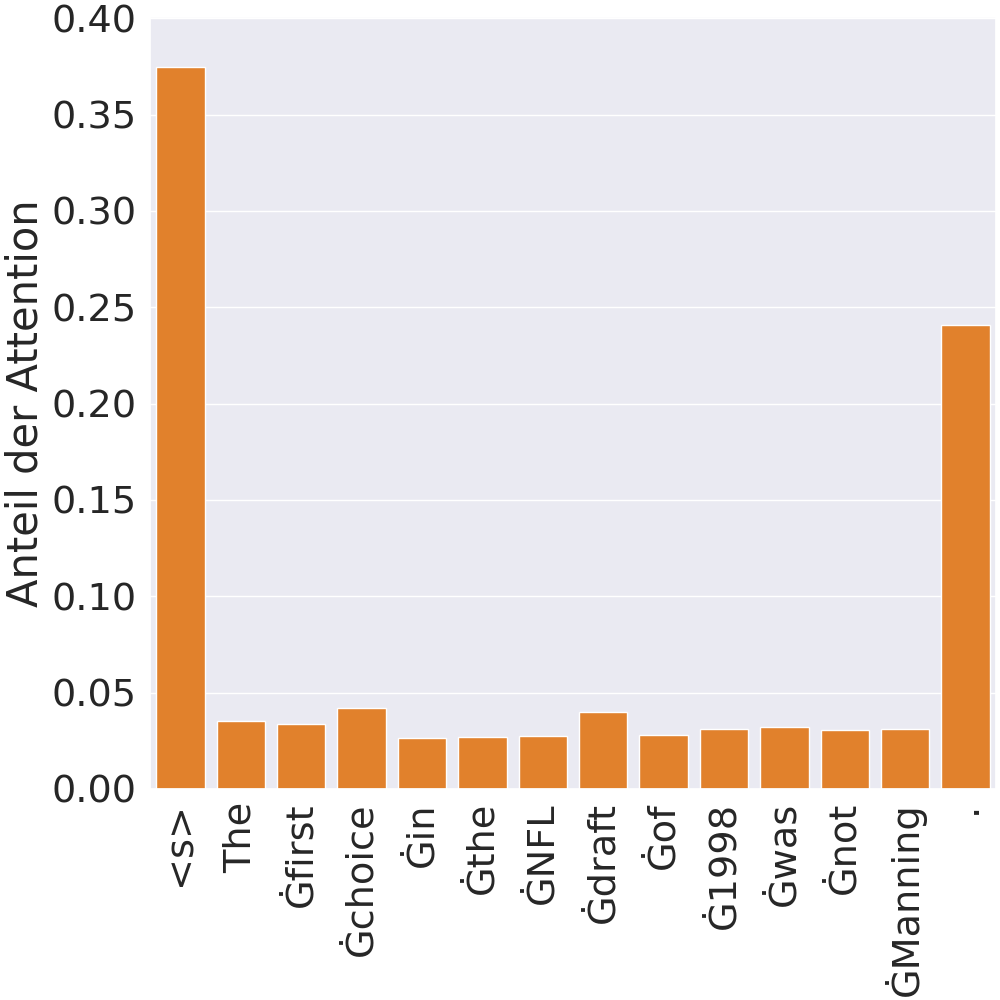 Anteil der Attention
0.40
0.35
0.30
0.25
0.20
0.15
0.10
0.05
0.00
<s>
The
Ġfirst
Ġchoice
Ġin
Ġthe
ĠNFL
Ġdraft
Ġof
Ġ1998
Ġwas
Ġnot
ĠManning
.